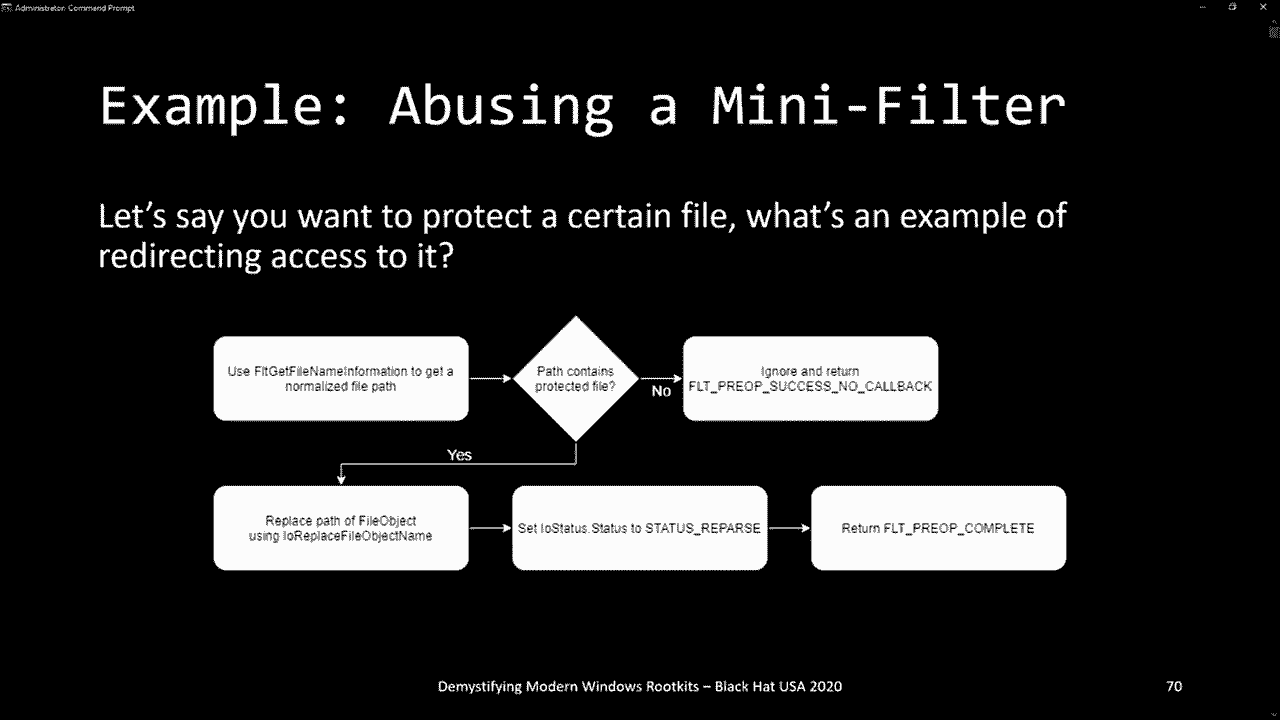 Administrator Command Prompt
Example: Abusing a Mini-Filter
Let's say you want to protect a certain file, what's an example of
redirecting access to it?
Use FltGetFileNameInformation to get a
normalized file path
Path contains
protected file?
No
Ignore and return
FLT_PREOP_SUCCESS_NO_CALLBACK
Yes
Replace path of FileObject
using IoReplaceFileObjectName
Set IoStatus.Status to STATUS_REPARSE
Return FLT_PREOP_COMPLETE
Demystifying Modern Windows Rootkits – Black Hat USA 2020
70